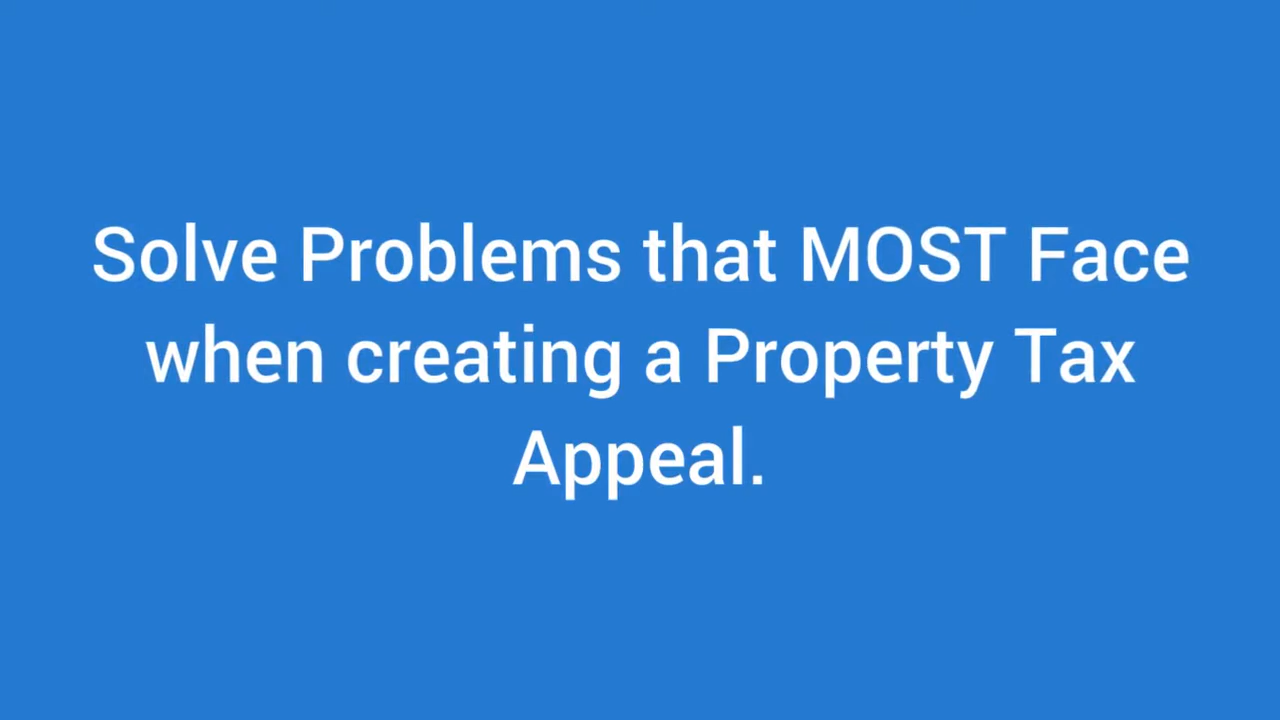 Solve Problems that MOST Face
when creating a Property Tax
Appeal.